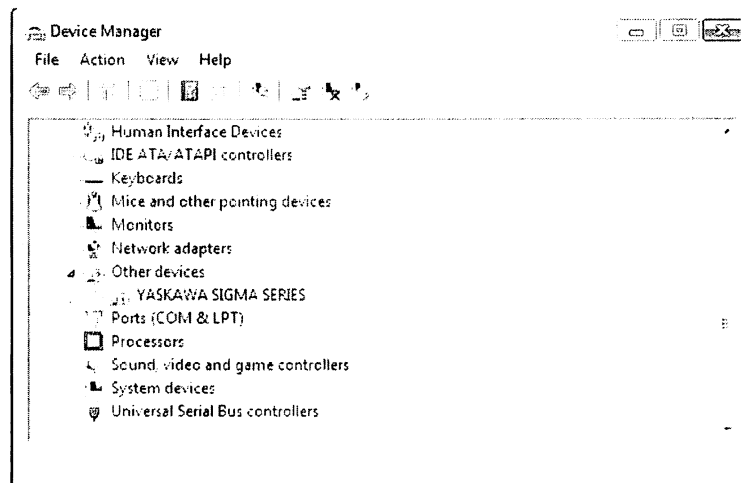 Device Manager
File Action View Help
Human Interface Devices
IDE ATA/ATAPI controllers
Keyboards
Mice and other pointing devices
Monitors
Network adapters
Other devices
YASKAWA SIGMA SERIES
Ports (COM & LPT)
Processors
Sound, video and game controllers
System devices
Universal Serial Bus controllers